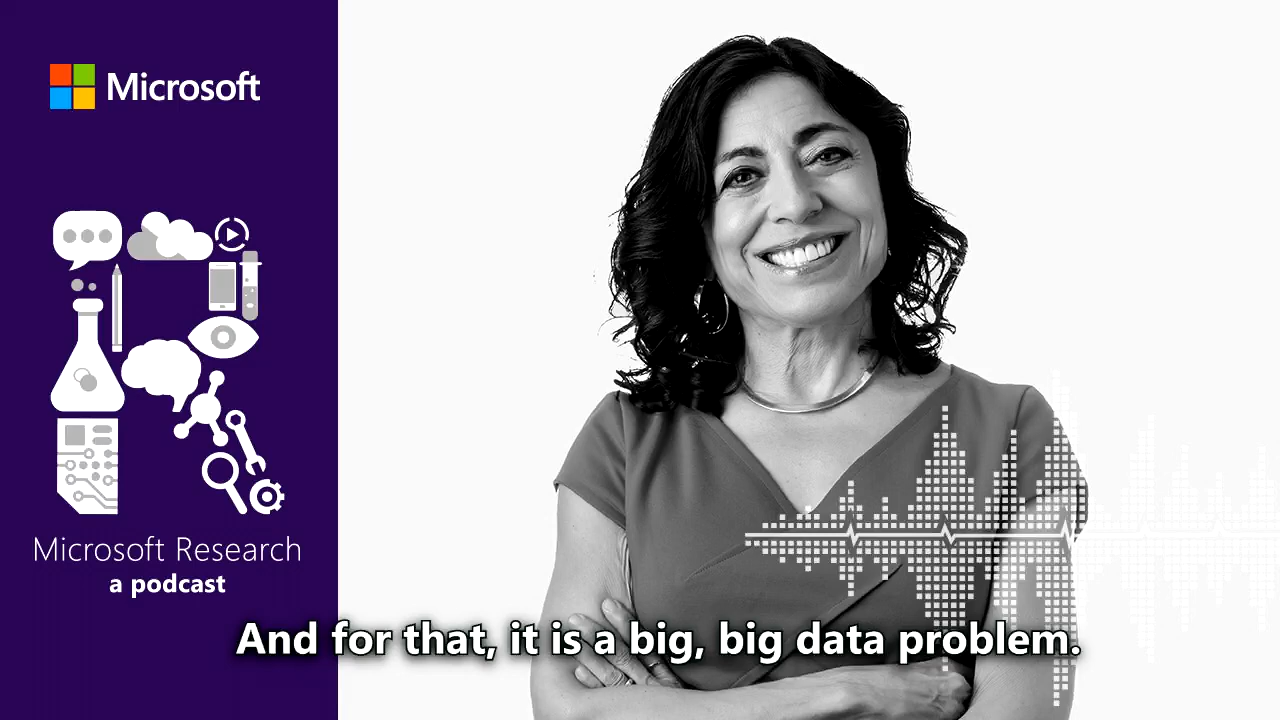 Microsoft
Microsoft Research
a podcast
And for that, it is a big, big data problem.